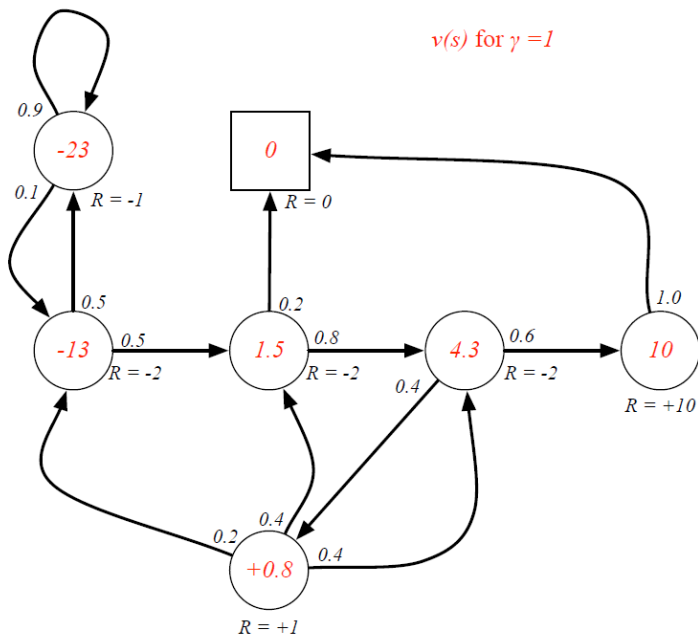 v(s) for γ =1
0.9
-23
0
0.1
R = -1
R = 0
0.5
0.2
1.0
-13
0.5
1.5
0.8
4.3
0.6
10
R = -2
R = -2
0.4
R = -2
R = +10
0.2
0.4
0.4
+0.8
R = +1